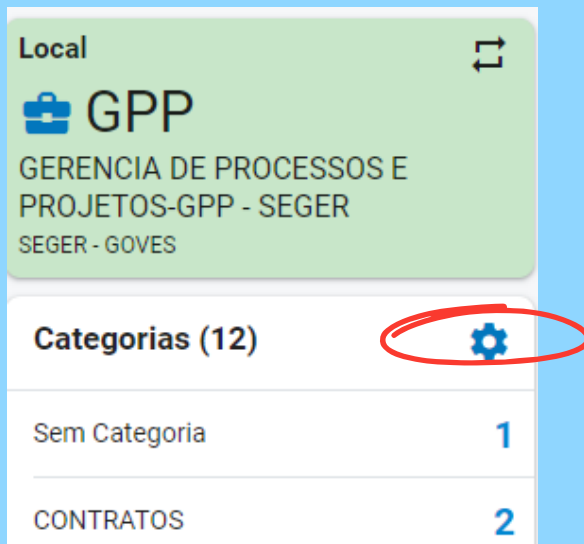 Local
GPP
GERENCIA DE PROCESSOS E
PROJETOS-GPP - SEGER
SEGER - GOVES
Categorias (12)
Sem Categoria 1
CONTRATOS 2